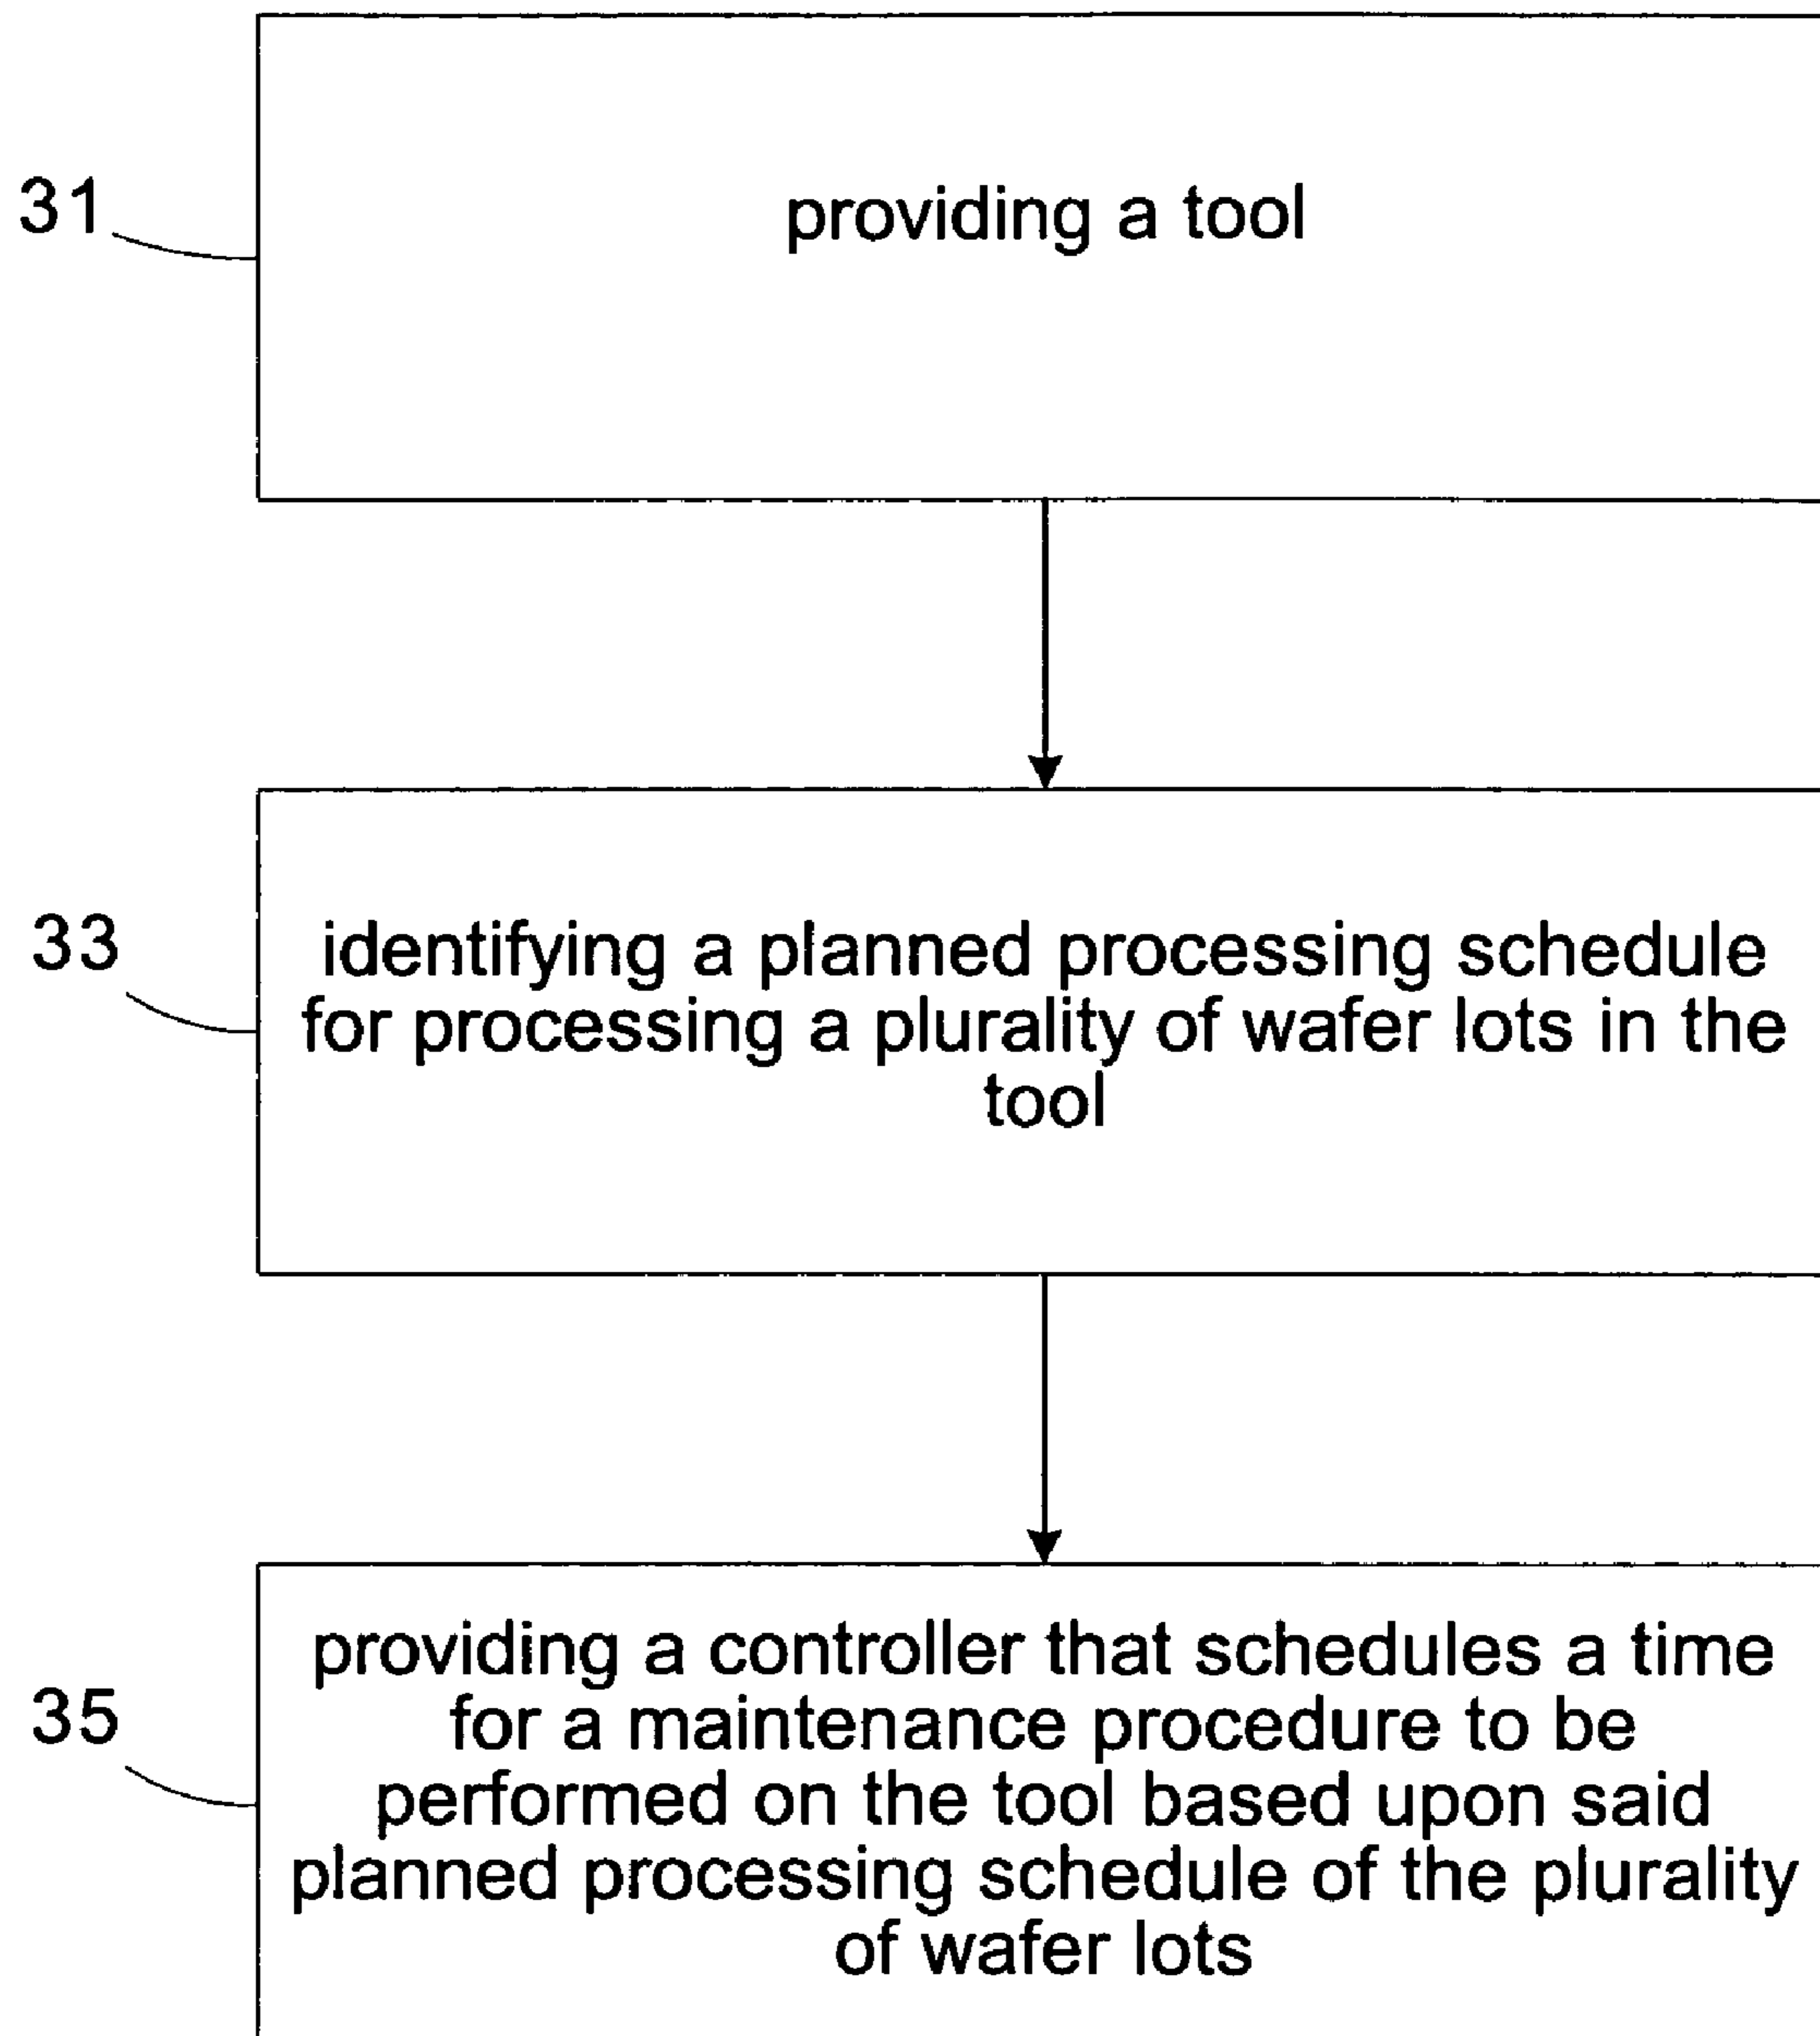 31
providing a tool
33
identifying a planned processing schedule
for processing a plurality of wafer lots in the
tool
35
providing a controller that schedules a time
for a maintenance procedure to be
performed on the tool based upon said
planned processing schedule of the plurality
of wafer lots